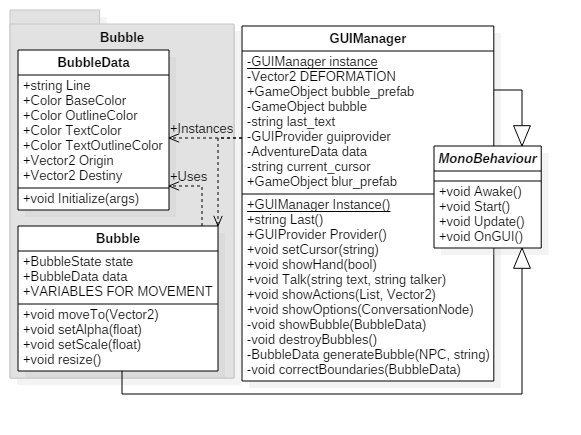 Bubble
BubbleData
+string Line
+Color BaseColor
+Color OutlineColor
+Color TextColor
+Color TextOutlineColor
+Vector2 Origin
+Vector2 Destiny
+void Initialize(args)
+Instances
+Uses
Bubble
+BubbleState state
+BubbleData data
+VARIABLES FOR MOVEMENT
+void moveTo(Vector2)
+void setAlpha(float)
+void setScale(float)
+void resize()
GUIManager
-GUIManager instance
-Vector2 DEFORMATION
+GameObject bubble_prefab
-GameObject bubble
-string last_text
-GUIProvider guiprovider
-AdventureData data
-string current_cursor
+GameObject blur_prefab
+GUIManager Instance()
+string Last()
+GUIProvider Provider()
+void setCursor(string)
+void showHand(bool)
+void Talk(string text, string talker)
+void showActions(List, Vector2)
+void showOptions(ConversationNode)
-void showBubble(BubbleData)
-void destroyBubbles()
-BubbleData generateBubble(NPC, string)
-void correctBoundaries(BubbleData)
MonoBehaviour
+void Awake()
+void Start()
+void Update()
+void OnGUI()